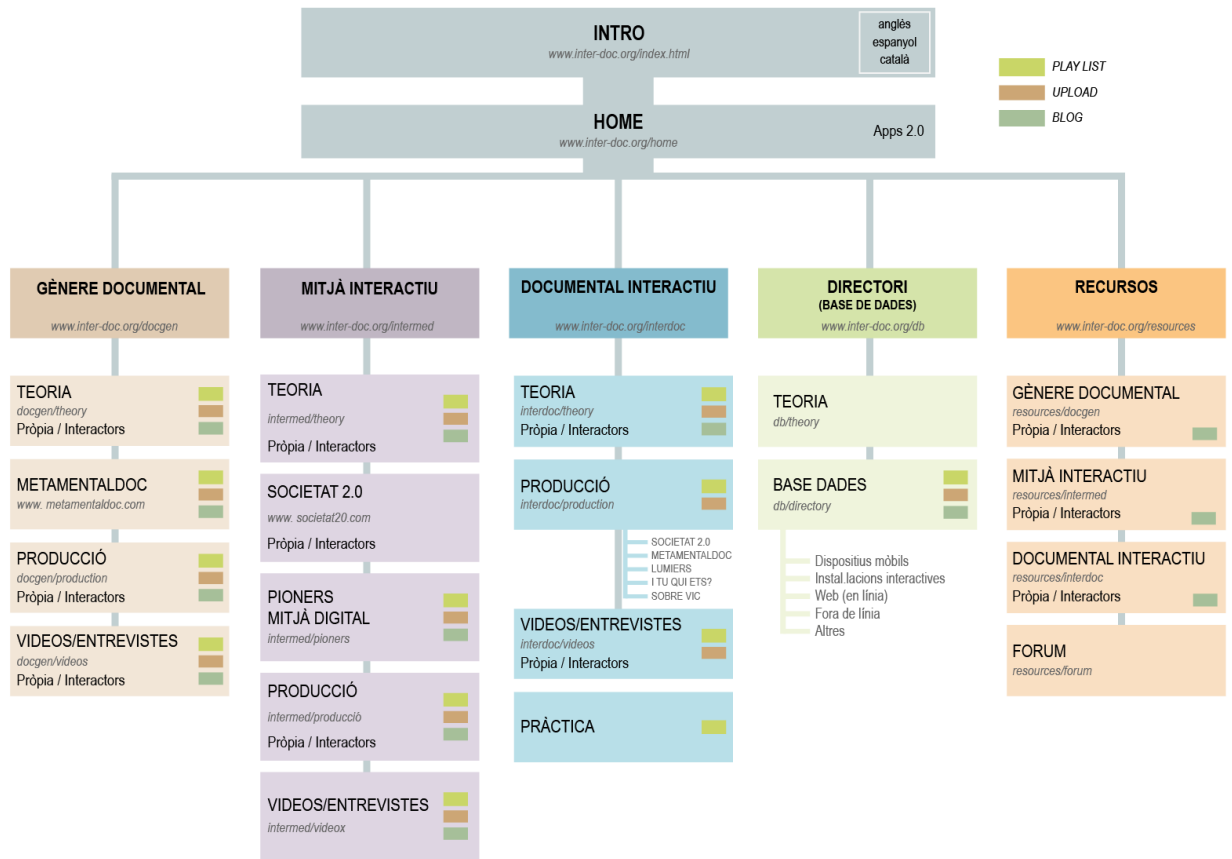 INTRO
www.inter-doc.org/index.html
anglés
espanyol
català
PLAY LIST
UPLOAD
BLOG
HOME
www.inter-doc.org/home
Apps 2.0
GÈNERE DOCUMENTAL
www.inter-doc.org/docgen
TEORIA
docgen/theory
Pròpia / Interactors
METAMENTALDOC
www. metamentaldoc.com
PRODUCCIÓ
docgen/production
Pròpia / Interactors
VIDEOS/ENTREVISTES
docgen/videos
Pròpia / Interactors
MITJÀ INTERACTIU
www.inter-doc.org/intermed
TEORIA
intermed/theory
Pròpia / Interactors
SOCIETAT 2.0
www. societat20.com
Pròpia / Interactors
PIONERS
MITJÀ DIGITAL
intermed/pioners
PRODUCCIÓ
intermed/producciò
Pròpia / Interactors
VIDEOS/ENTREVISTES
intermed/videox
DOCUMENTAL INTERACTIU
www.inter-doc.org/interdoc
TEORIA
interdoc/theory
Pròpia / Interactors
PRODUCCIÓ
interdoc/production
SOCIETAT 2.0
METAMENTALDOC
LUMIERS
I TU QUI ETS?
SOBRE VIC
VIDEOS/ENTREVISTES
interdoc/videos
Pròpia / Interactors
PRÀCTICA
DIRECTORI
(BASE DE DADES)
www.inter-doc.org/db
TEORIA
db/theory
BASE DADES
db/directory
Dispositius mòbils
Instal.lacions interactives
Web (en línia)
Fora de línia
Altres
RECURSOS
www.inter-doc.org/resources
GÈNERE DOCUMENTAL
resources/docgen
Pròpia / Interactors
MITJÀ INTERACTIU
resources/intermed
Pròpia / Interactors
DOCUMENTAL INTERACTIU
resources/interdoc
Pròpia / Interactors
FORUM
resources/forum